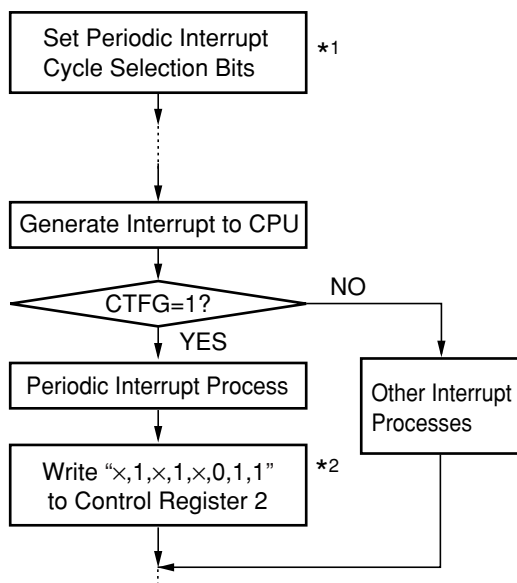 Set Periodic Interrupt
Cycle Selection Bits
*1
Generate Interrupt to CPU
CTFG=1?
NO
YES
Periodic Interrupt Process
Other Interrupt
Processes
Write “×,1,×,1,×,0,1,1”
to Control Register 2
*2